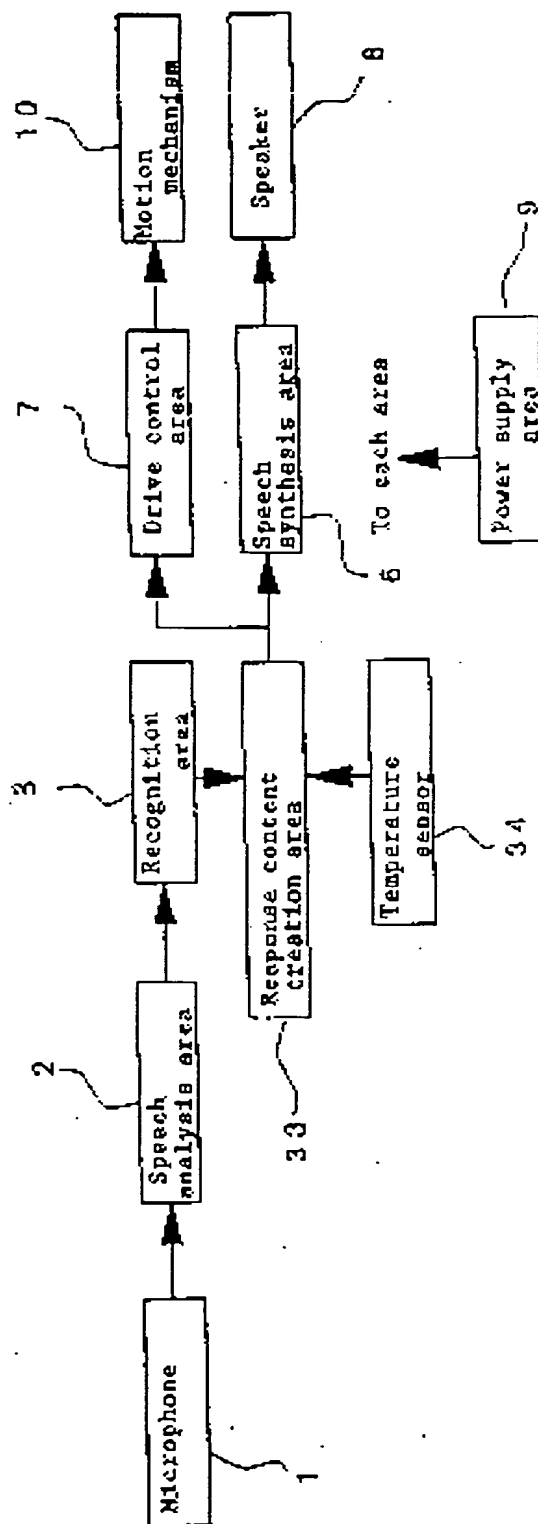 10
Motion
mechanism
8
Speaker
7
Drive control
area
Speech
synthesis area
6
To each area
9
Power supply
area
3
Recognition
area
Response content
creation area
33
Temperature
sensor
34
2
Speech
analysis area
Microphone
1